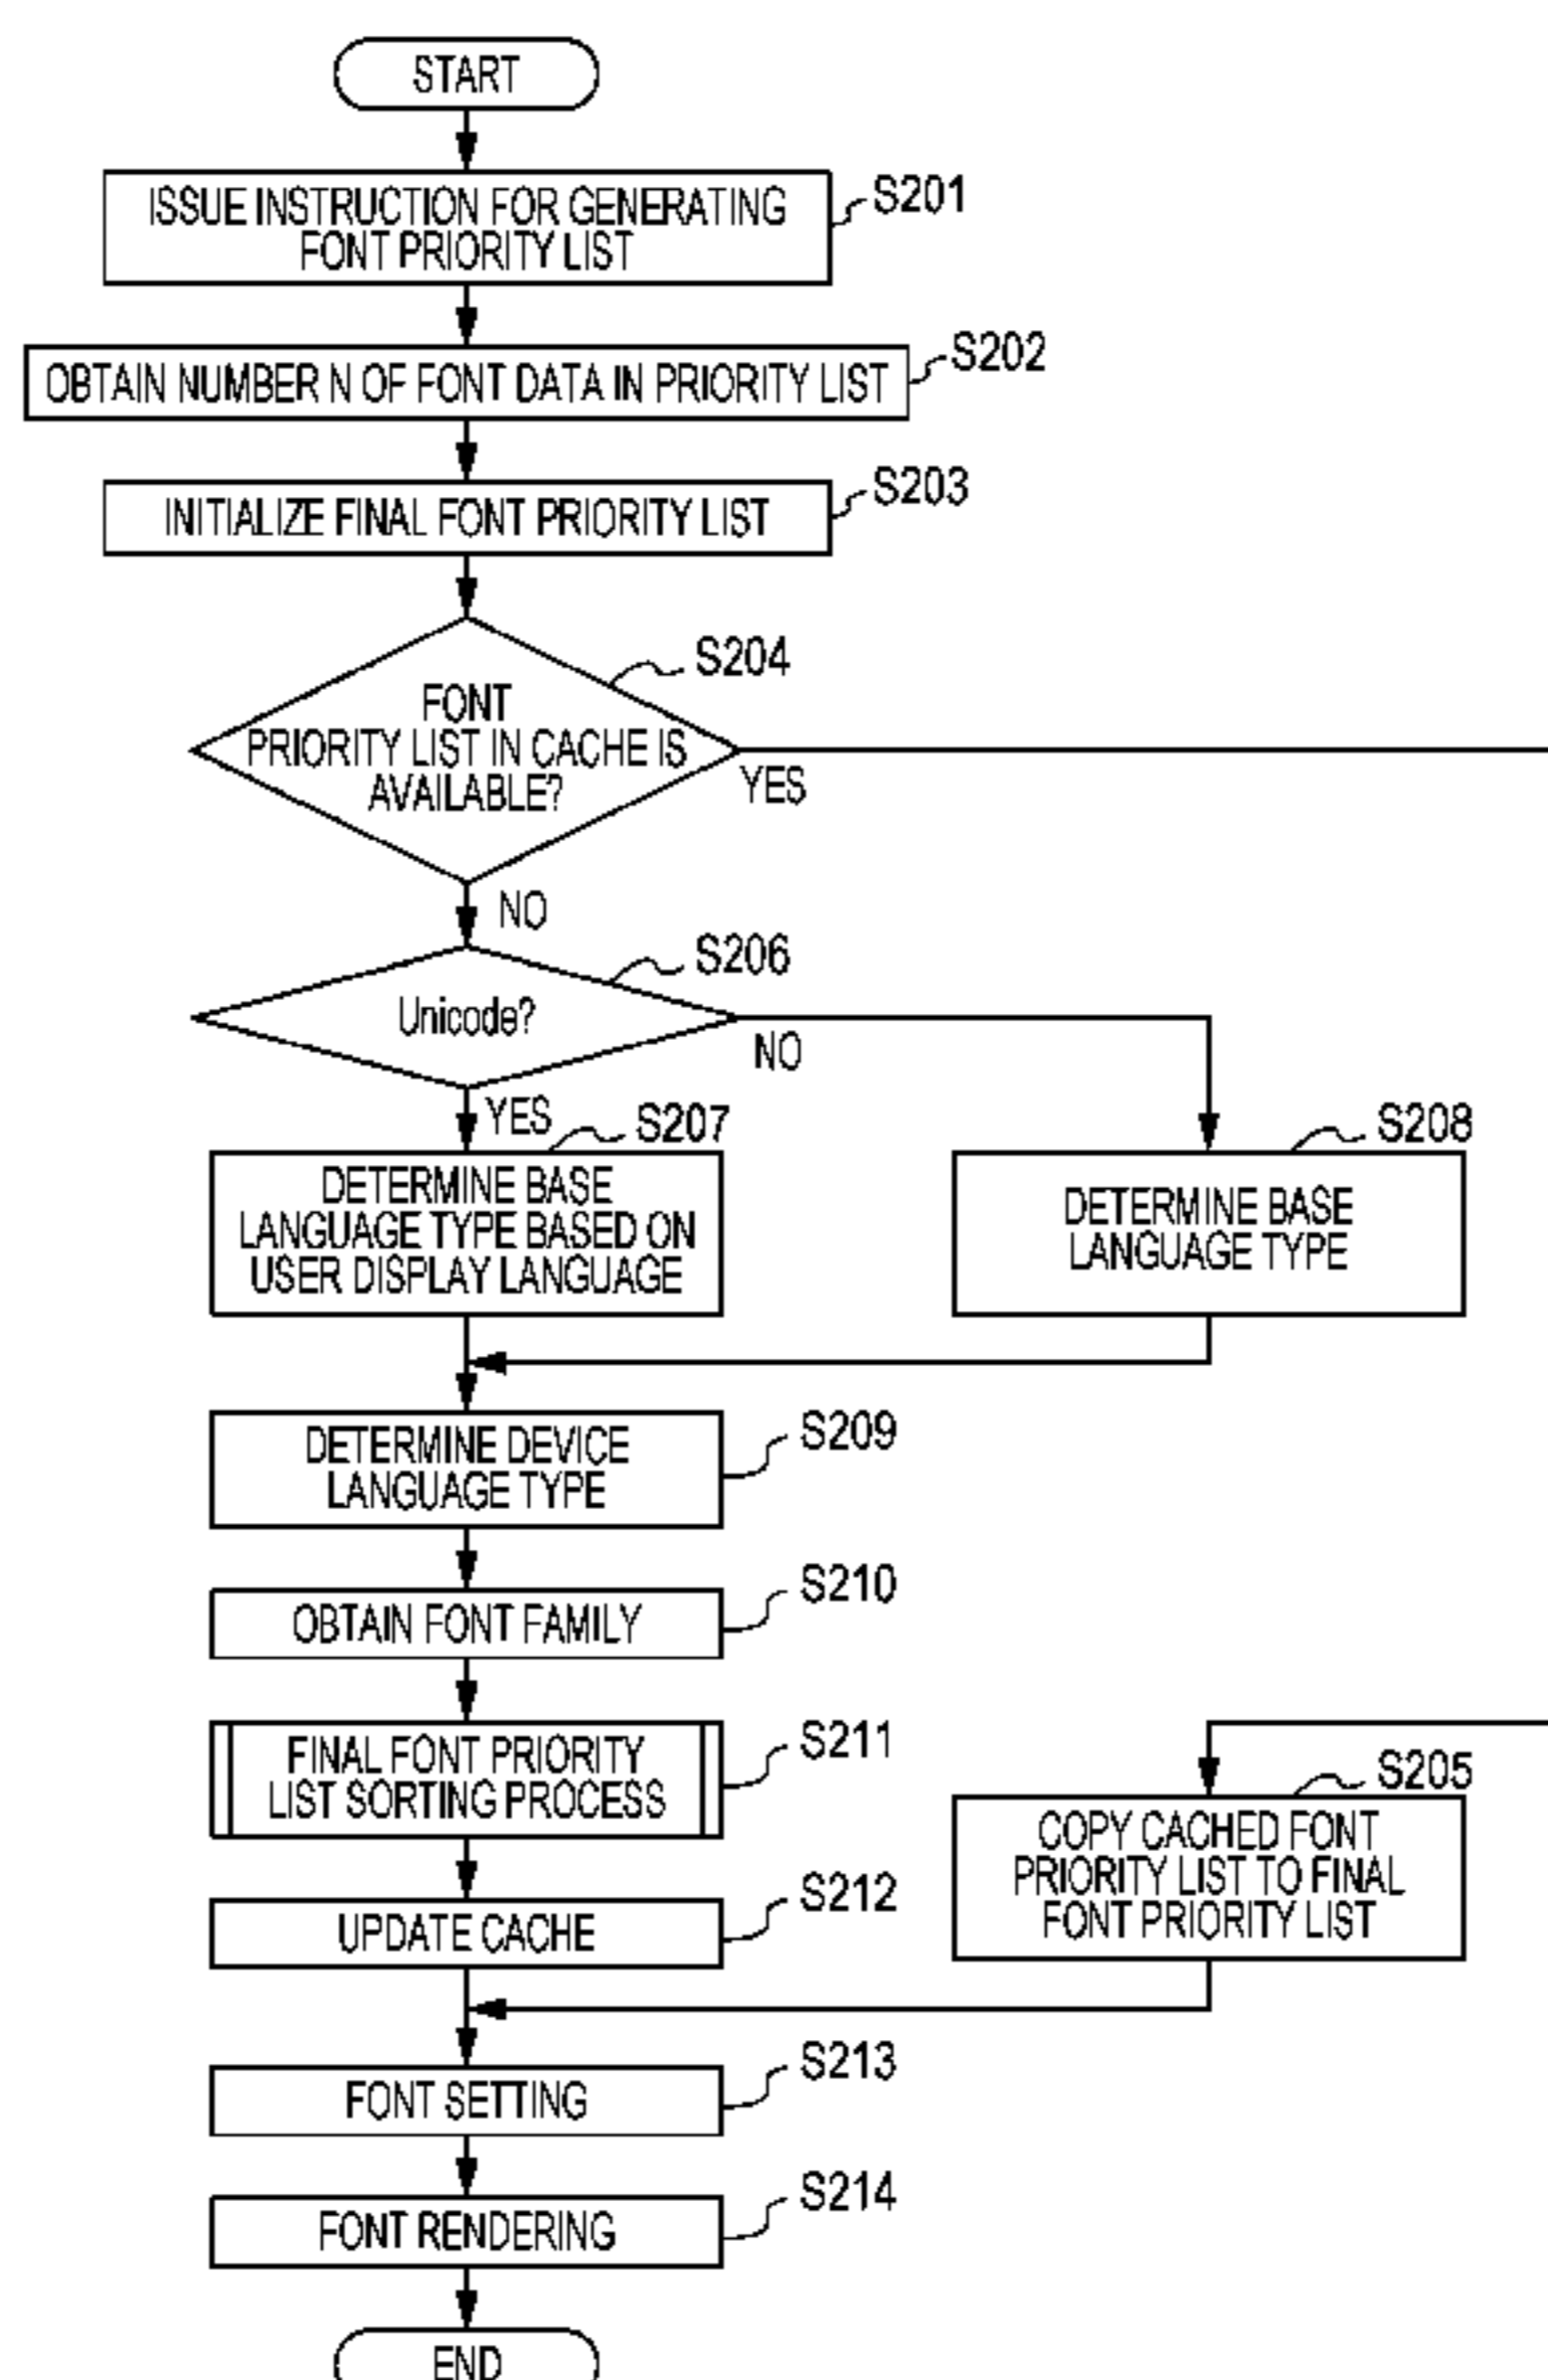 START
ISSUE INSTRUCTION FOR GENERATING
FONT PRIORITY LIST
S201
OBTAIN NUMBER N OF FONT DATA IN PRIORITY LIST
S202
INITIALIZE FINAL FONT PRIORITY LIST
S203
S204
FONT
PRIORITY LIST IN CACHE IS
AVAILABLE?
YES
NO
S206
Unicode?
NO
YES
S207
DETERMINE BASE
LANGUAGE TYPE BASED ON
USER DISPLAY LANGUAGE
S208
DETERMINE BASE
LANGUAGE TYPE
DETERMINE DEVICE
LANGUAGE TYPE
S209
OBTAIN FONT FAMILY
S210
FINAL FONT PRIORITY
LIST SORTING PROCESS
S211
S205
COPY CACHED FONT
PRIORITY LIST TO FINAL
FONT PRIORITY LIST
UPDATE CACHE
S212
FONT SETTING
S213
FONT RENDERING
S214
END